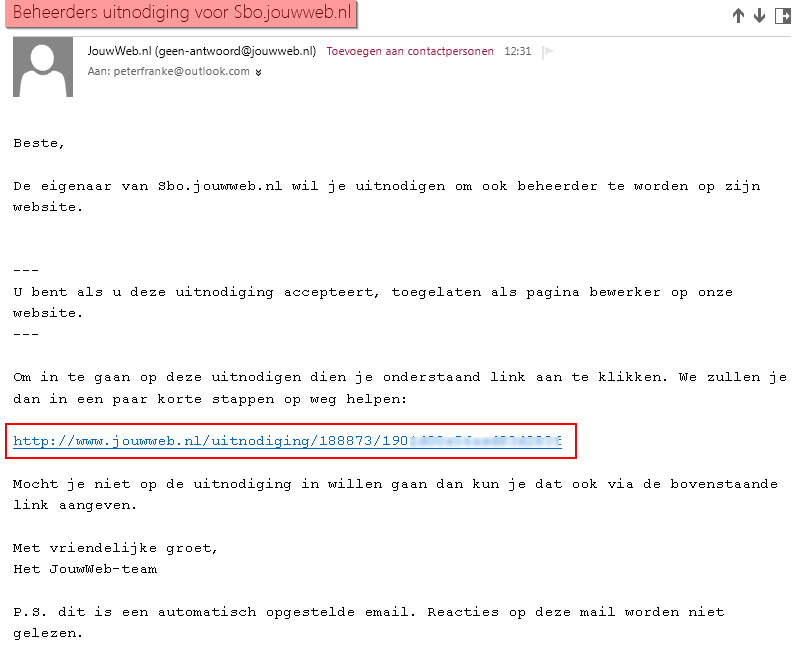 Beheerders uitnodiging voor Sbo.jouwweb.nl
JouwWeb.nl (geen-antwoord@jouwweb.nl) Toevoegen aan contactpersonen 12:31
Aan: peterfranke@outlook.com
Beste,
De eigenaar van Sbo.jouwweb.nl wil je uitnodigen om ook beheerder te worden op zijn
website.
---
U bent als u deze uitnodiging accepteert, toegelaten als pagina bewerker op onze
website.
---
Om in te gaan op deze uitnodigen dien je onderstaand link aan te klikken. We zullen je
dan in een paar korte stappen op weg helpen:
http://www.jouwweb.nl/uitnodiging/188873/190
Mocht je niet op de uitnodiging in willen gaan dan kun je dat ook via de bovenstaande
link aangeven.
Met vriendelijke groet,
Het JouwWeb-team
P.S. dit is een automatisch opgestelde email. Reacties op deze mail worden niet
gelezen.